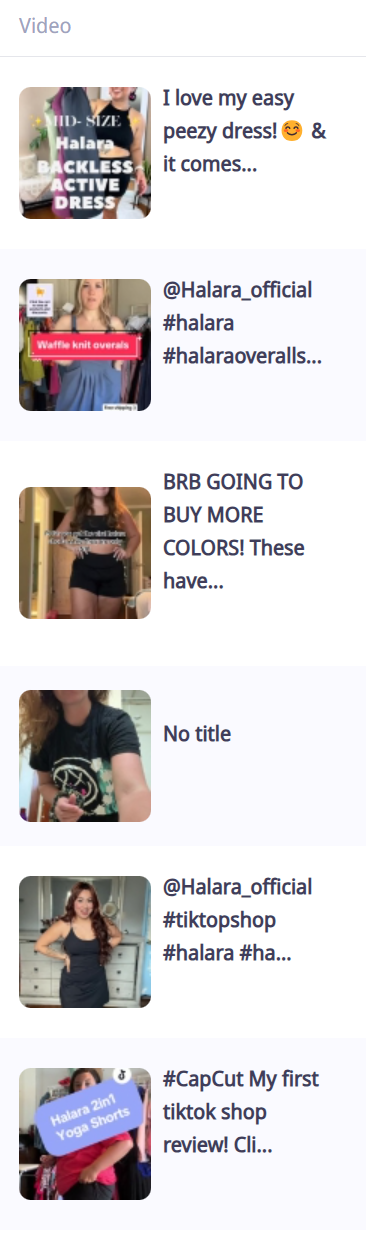 Video
MID- SIZE
Halara
BACKLESS
ACTIVE
DRESS
I love my easy
peezy dress!😊 &
it comes...
Waffle knit overals
Free shipping
@Halara_official
#halara
#halaraoveralls...
BRB GOING TO
BUY MORE
COLORS! These
have...
No title
@Halara_official
#tiktopshop
#halara #ha...
Halara 2in1
Yoga Shorts
#CapCut My first
tiktok shop
review! Cli...